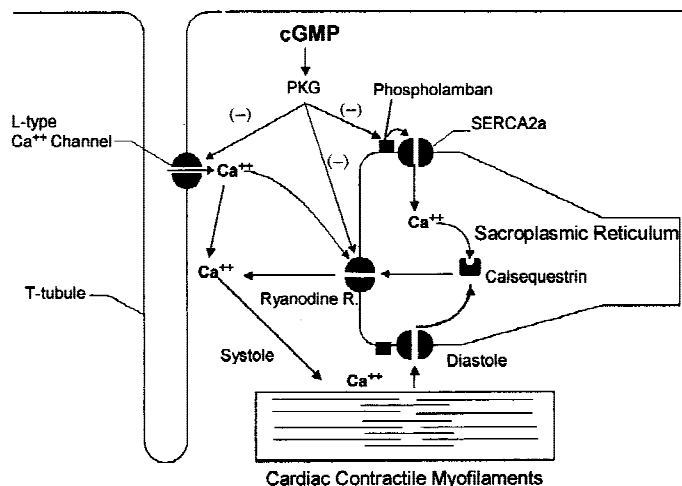 cGMP
PKG
(-)
(-)
(-)
Phospholamban
SERCA2a
L-type
Ca++ Channel
Ca++
Ca++
Sacroplasmic Reticulum
Ca++
Calsequestrin
Ryanodine R.
T-tubule
Systole
Diastole
Ca++
Cardiac Contractile Myofilaments